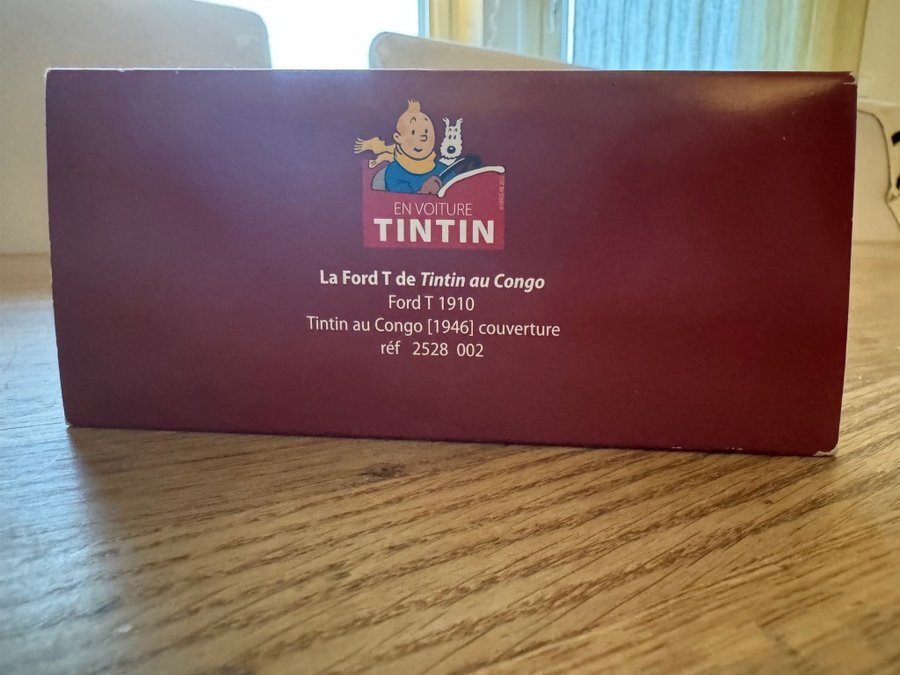 EN VOITURE
TINTIN
La Ford T de Tintin au Congo
Ford T 1910
Tintin au Congo [1946] couverture
réf 2528 002